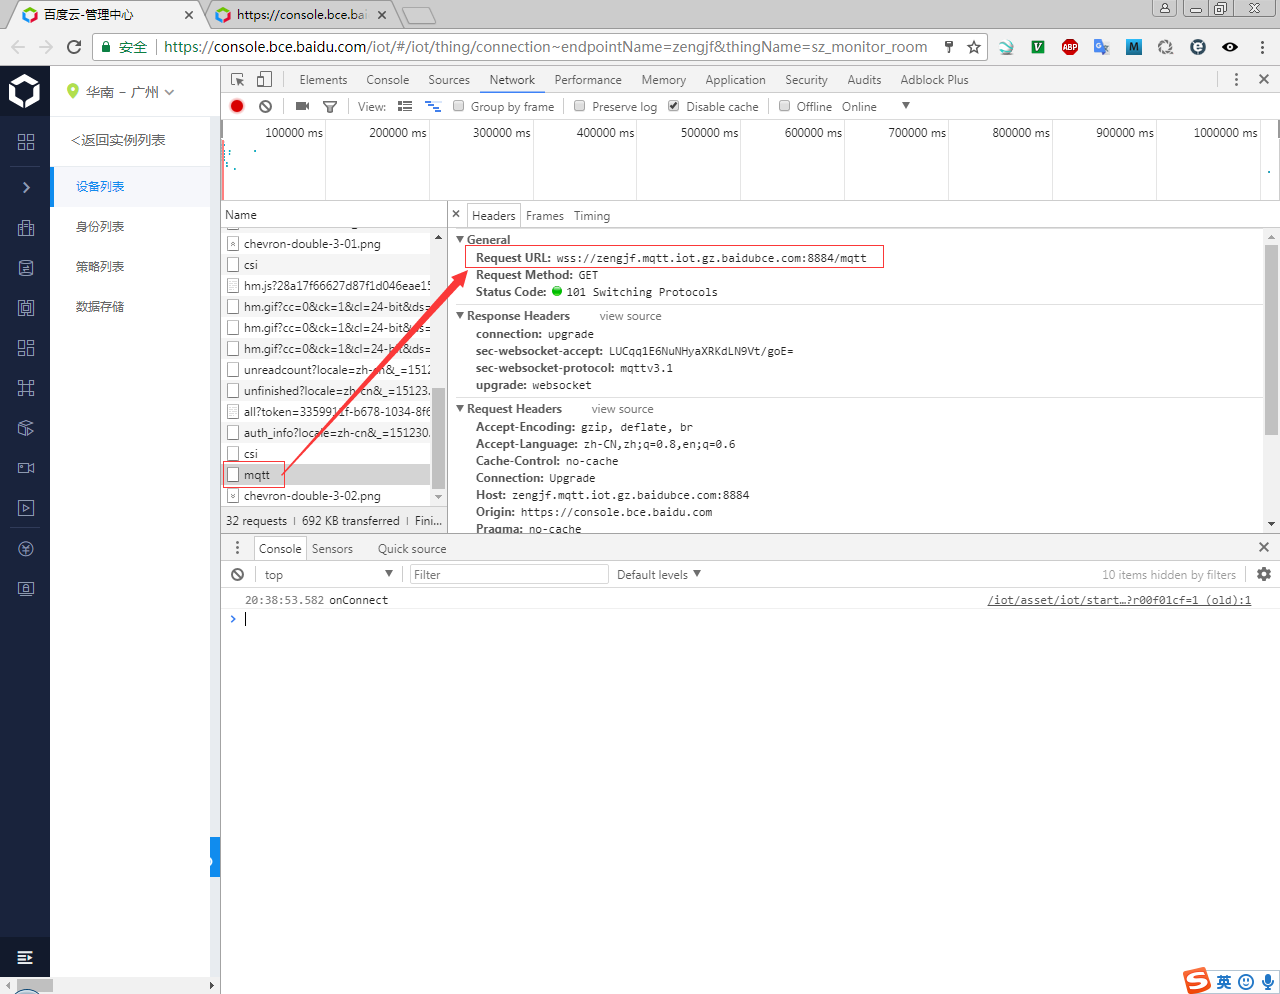 百度云-管理中心
https://console.bce.bai
安全
https://console.bce.baidu.com/iot/#/iot/thing/connection~endpointName=zengjf&thingName=sz_monitor_room
华南 - 广州
<返回实例列表
设备列表
身份列表
策略列表
数据存储
Elements Console Sources Network Performance Memory Application Security Audits Adblock Plus
View: Group by frame Preserve log Disable cache Offline Online
100000 ms 200000 ms 300000 ms 400000 ms 500000 ms 600000 ms 700000 ms 800000 ms 900000 ms 1000000 ms
Name
chevron-double-3-01.png
csi
hm.js?28a17f66627d87f1d046eae15
hm.gif?cc=0&ck=1&cl=24-bit&ds=
hm.gif?cc=0&ck=1&cl=24-bit&ds=
hm.gif?cc=0&ck=1&cl=24-bit&ds=
unreadcount?locale=zh-cn&_=1512
unfinished?locale=zh-cn&_=15123
auth_info?locale=zh-cn&_=151230
csi
mqtt
chevron-double-3-02.png
32 requests | 692 KB transferred | Fini...
Headers Frames Timing
General
Request URL: wss://zengjf.mqtt.iot.gz.baidubce.com:8884/mqtt
Request Method: GET
Status Code: 101 Switching Protocols
Response Headers view source
connection: upgrade
sec-websocket-accept: LUCqq1E6NuNHyaXRKdLN9Vt/goE=
sec-websocket-protocol: mqttv3.1
upgrade: websocket
Request Headers view source
Accept-Encoding: gzip, deflate, br
Accept-Language: zh-CN,zh;q=0.8,en;q=0.6
Cache-Control: no-cache
Connection: Upgrade
Host: zengjf.mqtt.iot.gz.baidubce.com:8884
Origin: https://console.bce.baidu.com
Pragma: no-cache
Console Sensors Quick source
top Filter Default levels 10 items hidden by filters
20:38:53.582 onConnect /iot/asset/iot/start…?r00f01cf=1 (old):1
英